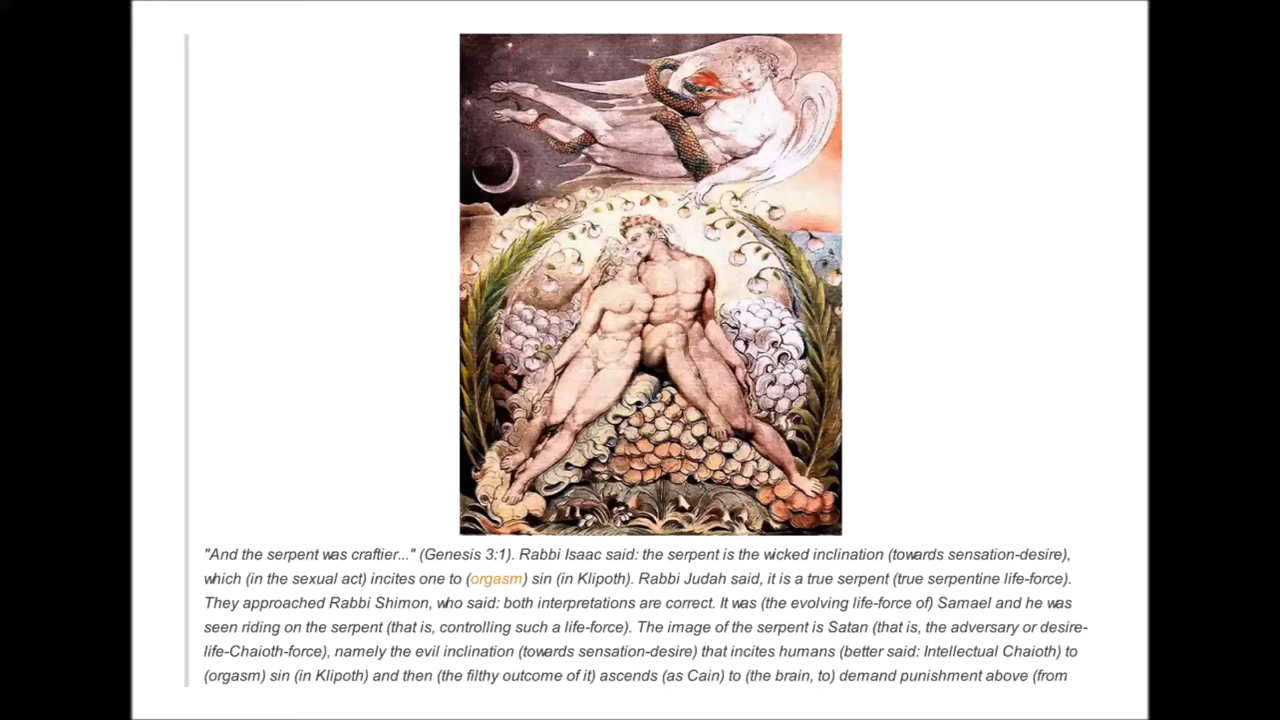 "And the serpent was craftier..." (Genesis 3:1). Rabbi Isaac said: the serpent is the wicked inclination (towards sensation-desire),
which (in the sexual act) incites one to (orgasm) sin (in Klipoth). Rabbi Judah said, it is a true serpent (true serpentine life-force).
They approached Rabbi Shimon, who said: both interpretations are correct. It was (the evolving life-force of) Samael and he was
seen riding on the serpent (that is, controlling such a life-force). The image of the serpent is Satan (that is, the adversary or desire-
life-Chaioth-force), namely the evil inclination (towards sensation-desire) that incites humans (better said: Intellectual Chaioth) to
(orgasm) sin (in Klipoth) and then (the filthy outcome of it) ascends (as Cain) to (the brain, to) demand punishment above (from